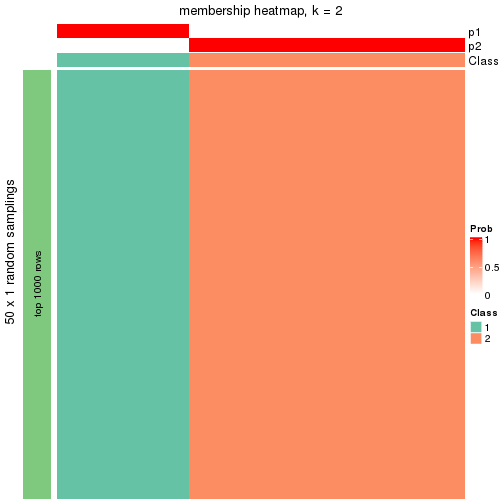 membership heatmap, k = 2
p1
p2
Class
50 x 1 random samplings
top 1000 rows
Prob
1
0.5
0
Class
1
2